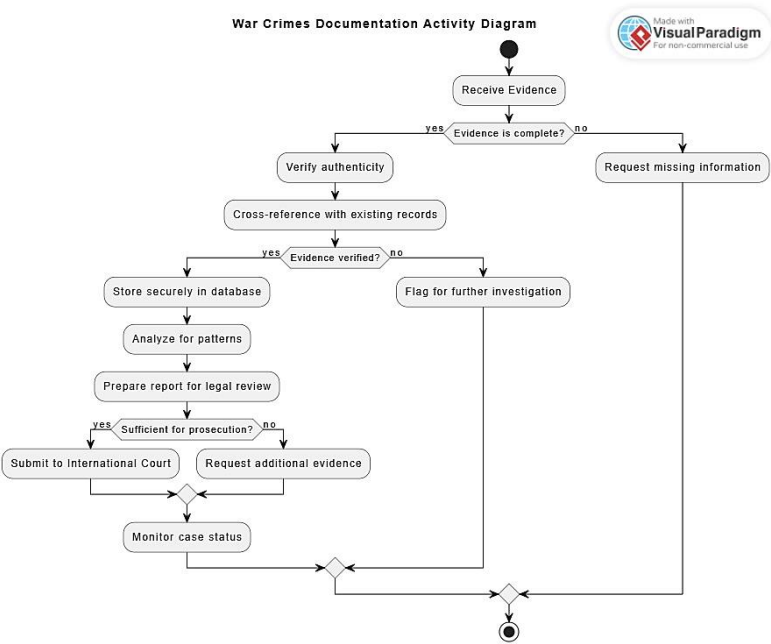 War Crimes Documentation Activity Diagram
Made with
VisualParadigm
For non-commercial use
Receive Evidence
yes
Evidence is complete?
no
Verify authenticity
Request missing information
Cross-reference with existing records
yes
Evidence verified?
no
Store securely in database
Flag for further investigation
Analyze for patterns
Prepare report for legal review
yes
Sufficient for prosecution?
no
Submit to International Court
Request additional evidence
Monitor case status